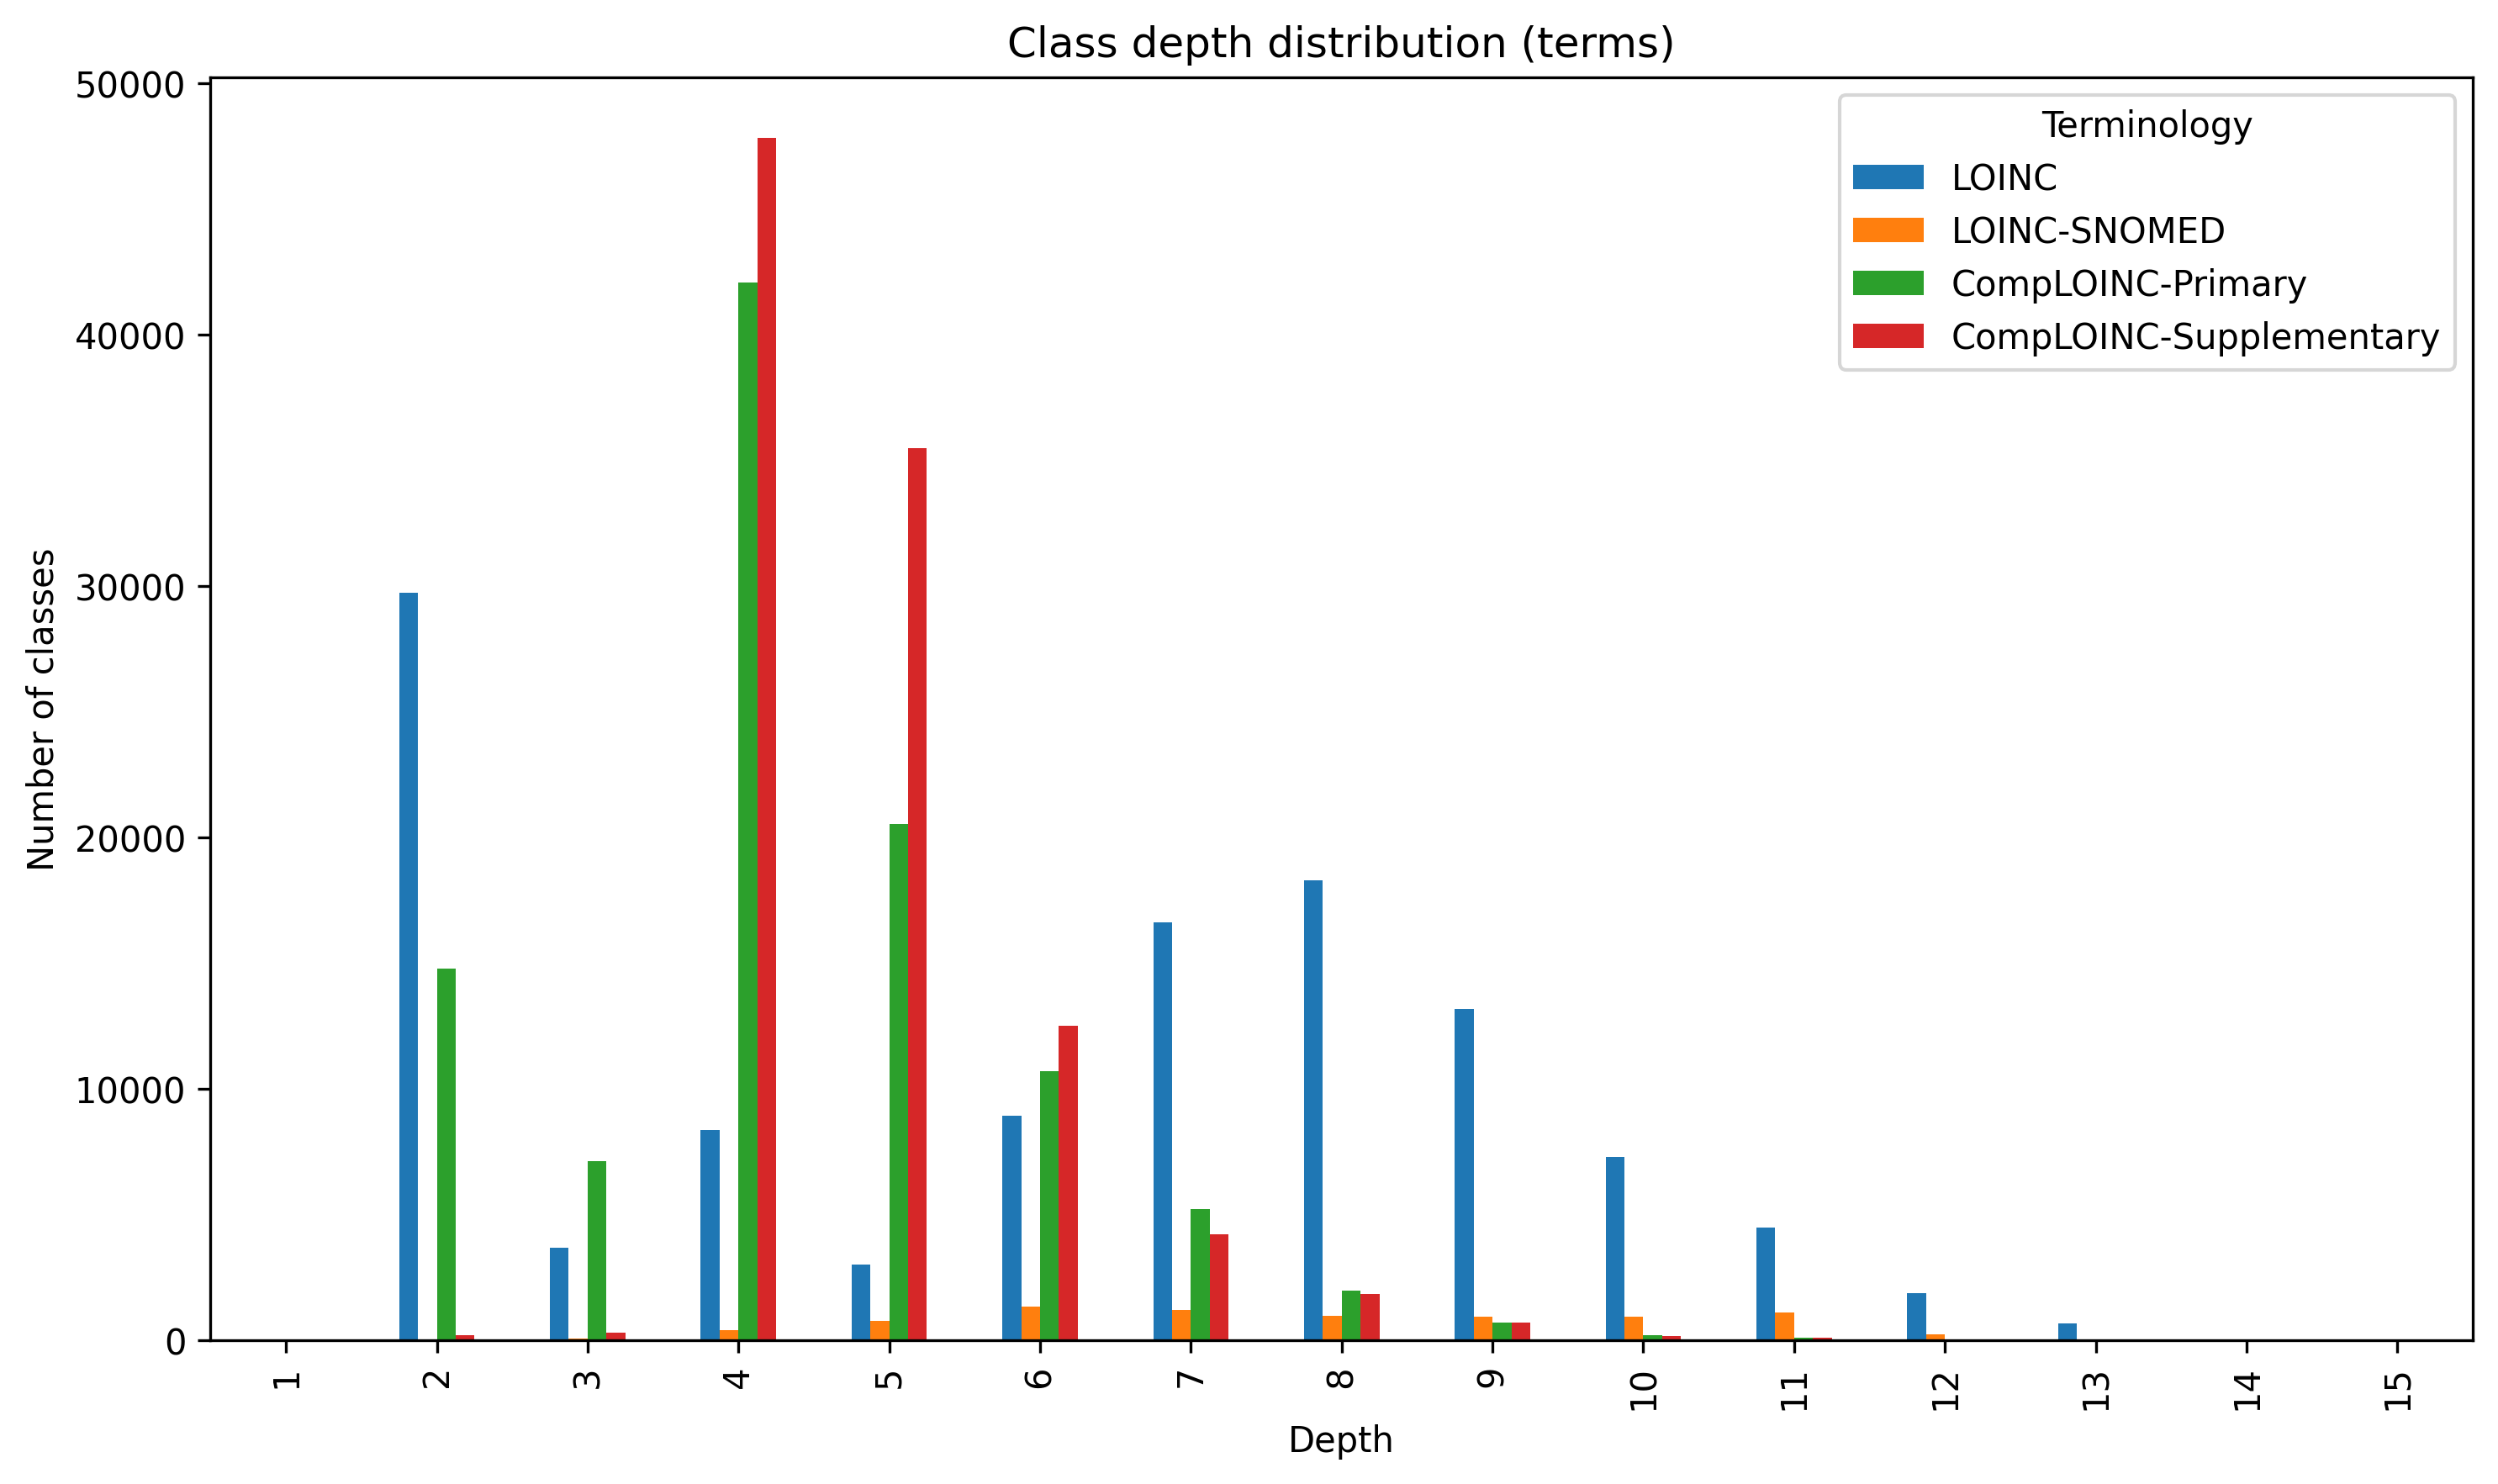 Class depth distribution (terms)
50000
40000
30000
20000
10000
0
Number of classes
Terminology
LOINC
LOINC-SNOMED
CompLOINC-Primary
CompLOINC-Supplementary
1 2 3 4 5 6 7 8 9 10 11 12 13 14 15
Depth